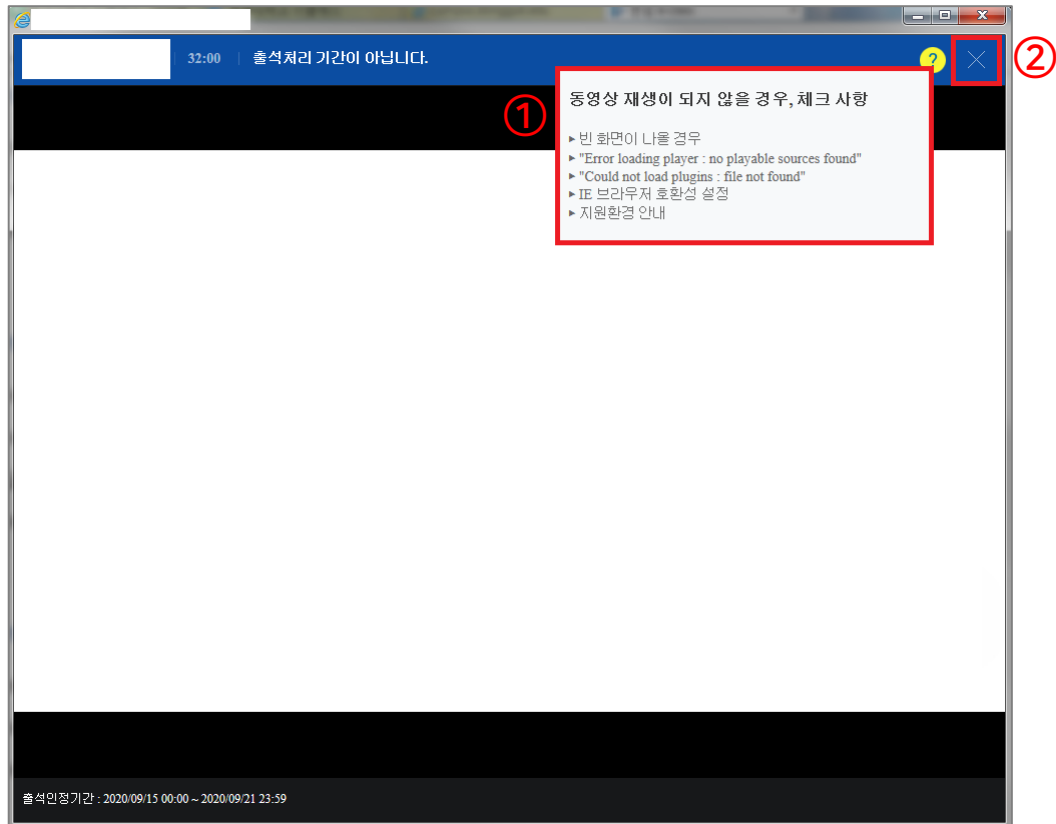 32:00 | 출석처리 기간이 아닙니다.
?
②
①
동영상 재생이 되지 않을 경우, 체크 사항
▸ 빈 화면이 나올 경우
▸ "Error loading player : no playable sources found"
▸ "Could not load plugins : file not found"
▸ IE 브라우저 호환성 설정
▸ 지원환경 안내
출석인정기간 : 2020/09/15 00:00 ~ 2020/09/21 23:59